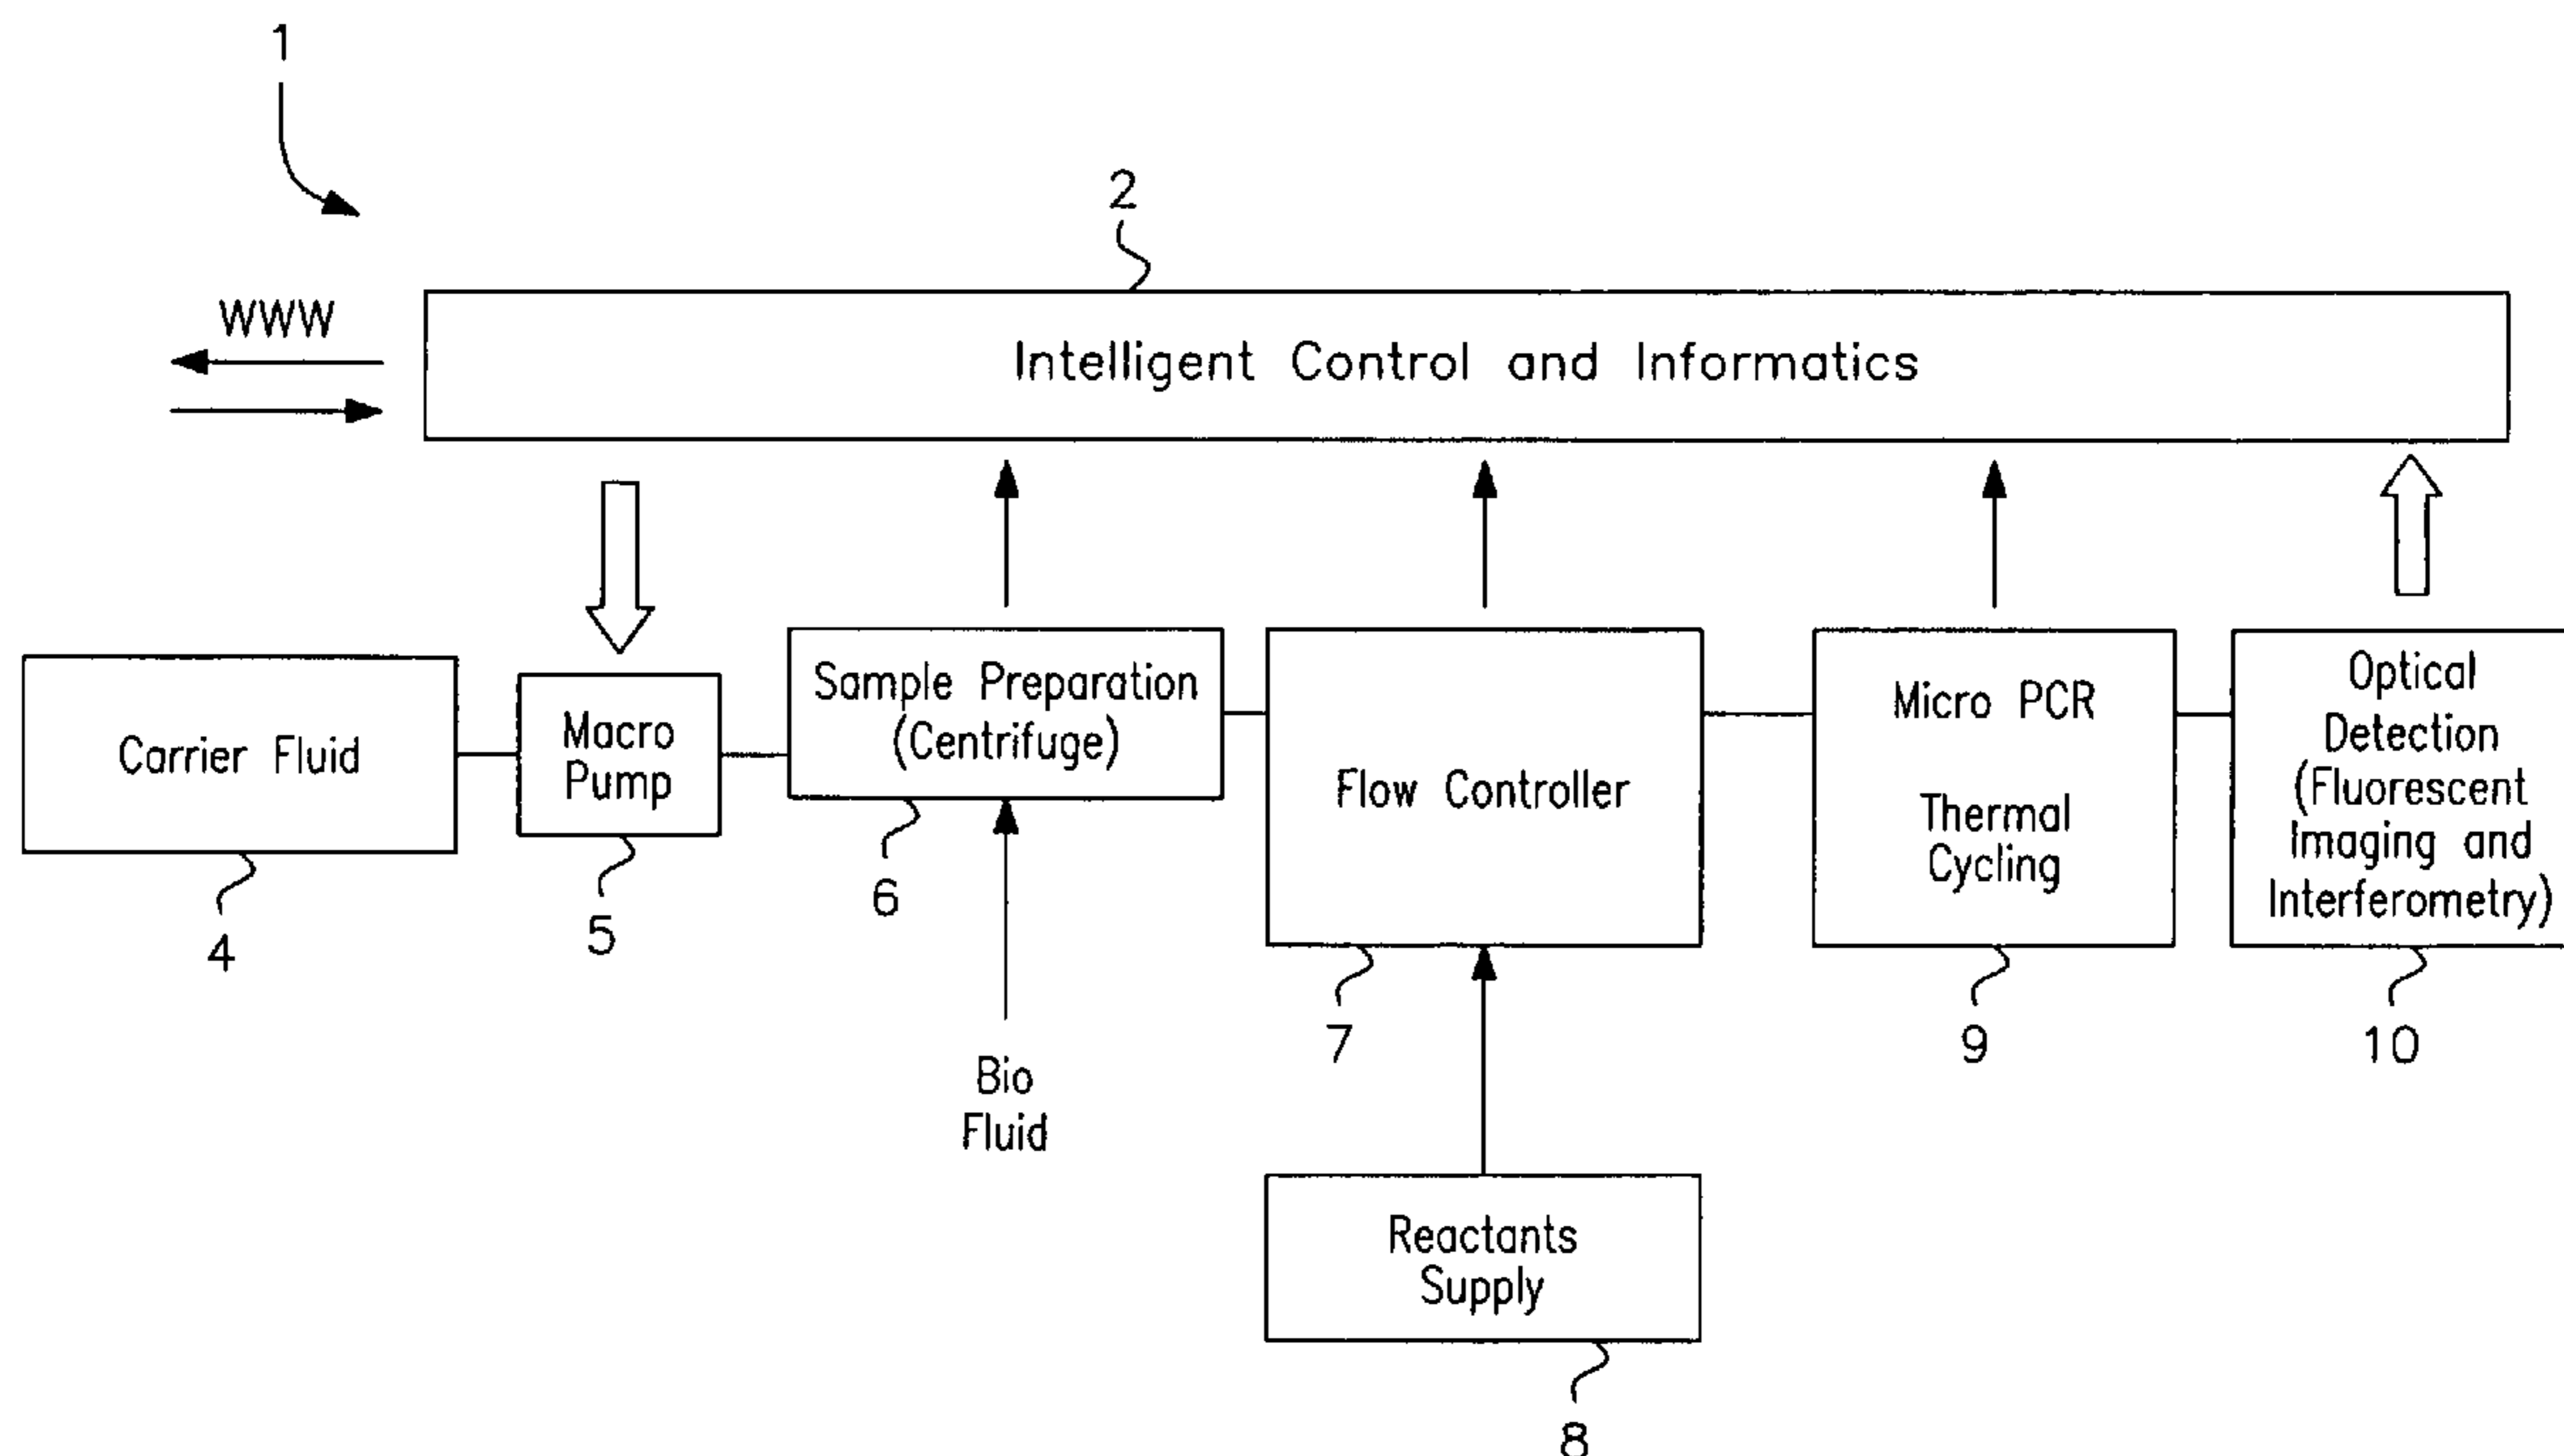 1
2
WWW
Intelligent Control and Informatics
Carrier Fluid
4
Macro
Pump
5
Sample Preparation
(Centrifuge)
6
Bio
Fluid
Flow Controller
7
Reactants
Supply
8
Micro PCR
Thermal
Cycling
9
Optical
Detection
(Fluorescent
Imaging and
Interferometry)
10